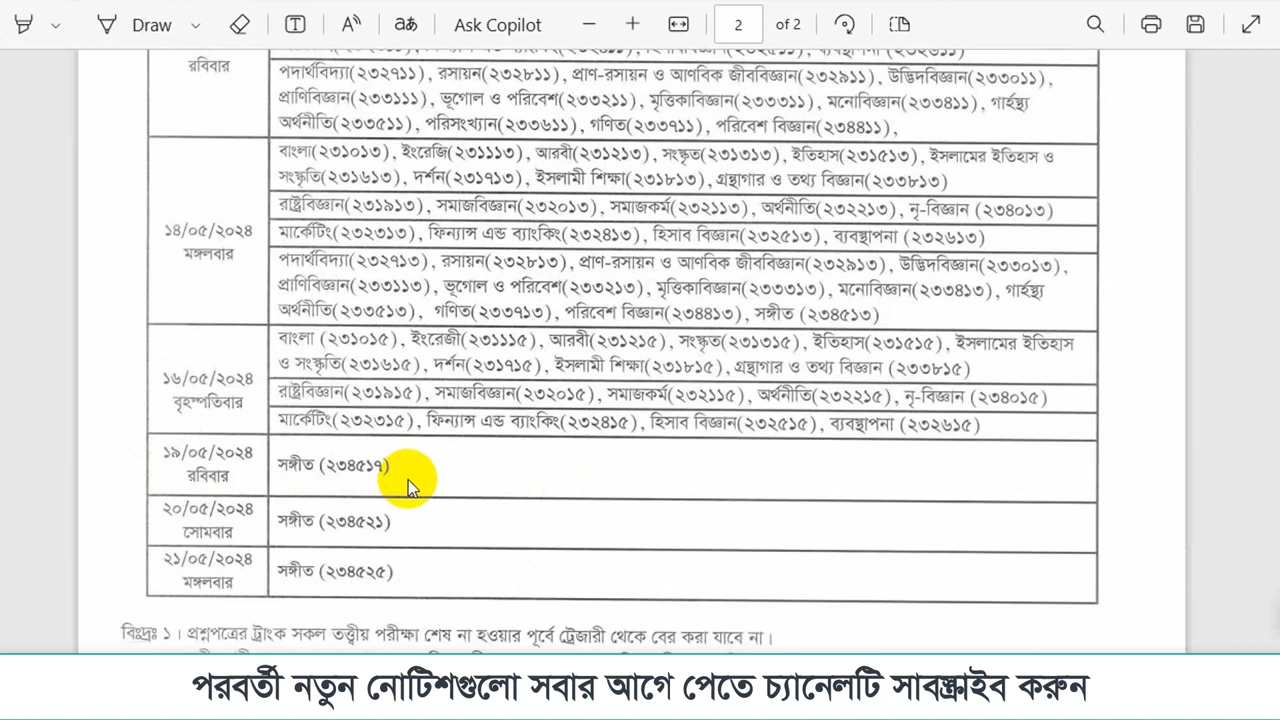 Draw
Ask Copilot
2 of 2
রবিবার
পদার্থবিদ্যা(২৩২৭১১), রসায়ন(২৩২৮১১), প্রাণ-রসায়ন ও আণবিক জীববিজ্ঞান(২৩২৯১১), উদ্ভিদবিজ্ঞান(২৩৩০১১),
প্রাণিবিজ্ঞান(২৩৩১১১), ভূগোল ও পরিবেশ(২৩৩২১১), মৃত্তিকাবিজ্ঞান(২৩৩৩১১), মনোবিজ্ঞান(২৩৩৪১১), গার্হস্থ্য
অর্থনীতি(২৩৩৫১১), পরিসংখ্যান(২৩৩৬১১), গণিত(২৩৩৭১১), পরিবেশ বিজ্ঞান(২৩৪৪১১),
১৪/০৫/২০২৪
মঙ্গলবার
বাংলা(২৩১০১৩), ইংরেজি(২৩১১১৩), আরবী(২৩১২১৩), সংস্কৃত(২৩১৩১৩), ইতিহাস(২৩১৫১৩), ইসলামের ইতিহাস ও
সংস্কৃতি(২৩১৬১৩), দর্শন(২৩১৭১৩), ইসলামী শিক্ষা(২৩১৮১৩), গ্রন্থাগার ও তথ্য বিজ্ঞান(২৩৩৮১৩)
রাষ্ট্রবিজ্ঞান(২৩১৯১৩), সমাজবিজ্ঞান(২৩২০১৩), সমাজকর্ম(২৩২১১৩), অর্থনীতি(২৩২২১৩), নৃ-বিজ্ঞান (২৩৪০১৩)
মার্কেটিং(২৩২৩১৩), ফিন্যান্স এন্ড ব্যাংকিং(২৩২৪১৩), হিসাব বিজ্ঞান(২৩২৫১৩), ব্যবস্থাপনা (২৩২৬১৩)
পদার্থবিদ্যা(২৩২৭১৩), রসায়ন(২৩২৮১৩), প্রাণ-রসায়ন ও আণবিক জীববিজ্ঞান(২৩২৯১৩), উদ্ভিদবিজ্ঞান(২৩৩০১৩),
প্রাণিবিজ্ঞান(২৩৩১১৩), ভূগোল ও পরিবেশ(২৩৩২১৩), মৃত্তিকাবিজ্ঞান(২৩৩৩১৩), মনোবিজ্ঞান(২৩৩৪১৩), গার্হস্থ্য
অর্থনীতি(২৩৩৫১৩), গণিত(২৩৩৭১৩), পরিবেশ বিজ্ঞান(২৩৪৪১৩), সঙ্গীত (২৩৪৫১৩)
১৬/০৫/২০২৪
বৃহস্পতিবার
বাংলা (২৩১০১৫), ইংরেজী(২৩১১১৫), আরবী(২৩১২১৫), সংস্কৃত(২৩১৩১৫), ইতিহাস(২৩১৫১৫), ইসলামের ইতিহাস
ও সংস্কৃতি(২৩১৬১৫), দর্শন(২৩১৭১৫), ইসলামী শিক্ষা(২৩১৮১৫), গ্রন্থাগার ও তথ্য বিজ্ঞান (২৩৩৮১৫)
রাষ্ট্রবিজ্ঞান(২৩১৯১৫), সমাজবিজ্ঞান(২৩২০১৫), সমাজকর্ম(২৩২১১৫), অর্থনীতি(২৩২২১৫), নৃ-বিজ্ঞান (২৩৪০১৫)
মার্কেটিং(২৩২৩১৫), ফিন্যান্স এন্ড ব্যাংকিং(২৩২৪১৫), হিসাব বিজ্ঞান(২৩২৫১৫), ব্যবস্থাপনা (২৩২৬১৫)
১৯/০৫/২০২৪
রবিবার
সঙ্গীত (২৩৪৫১৭)
২০/০৫/২০২৪
সোমবার
সঙ্গীত (২৩৪৫২১)
২১/০৫/২০২৪
মঙ্গলবার
সঙ্গীত (২৩৪৫২৫)
বিঃদ্রঃ ১। প্রশ্নপত্রের ট্রাংক সকল তত্ত্বীয় পরীক্ষা শেষ না হওয়ার পূর্বে ট্রেজারী থেকে বের করা যাবে না।
পরবর্তী নতুন নোটিশগুলো সবার আগে পেতে চ্যানেলটি সাবস্ক্রাইব করুন